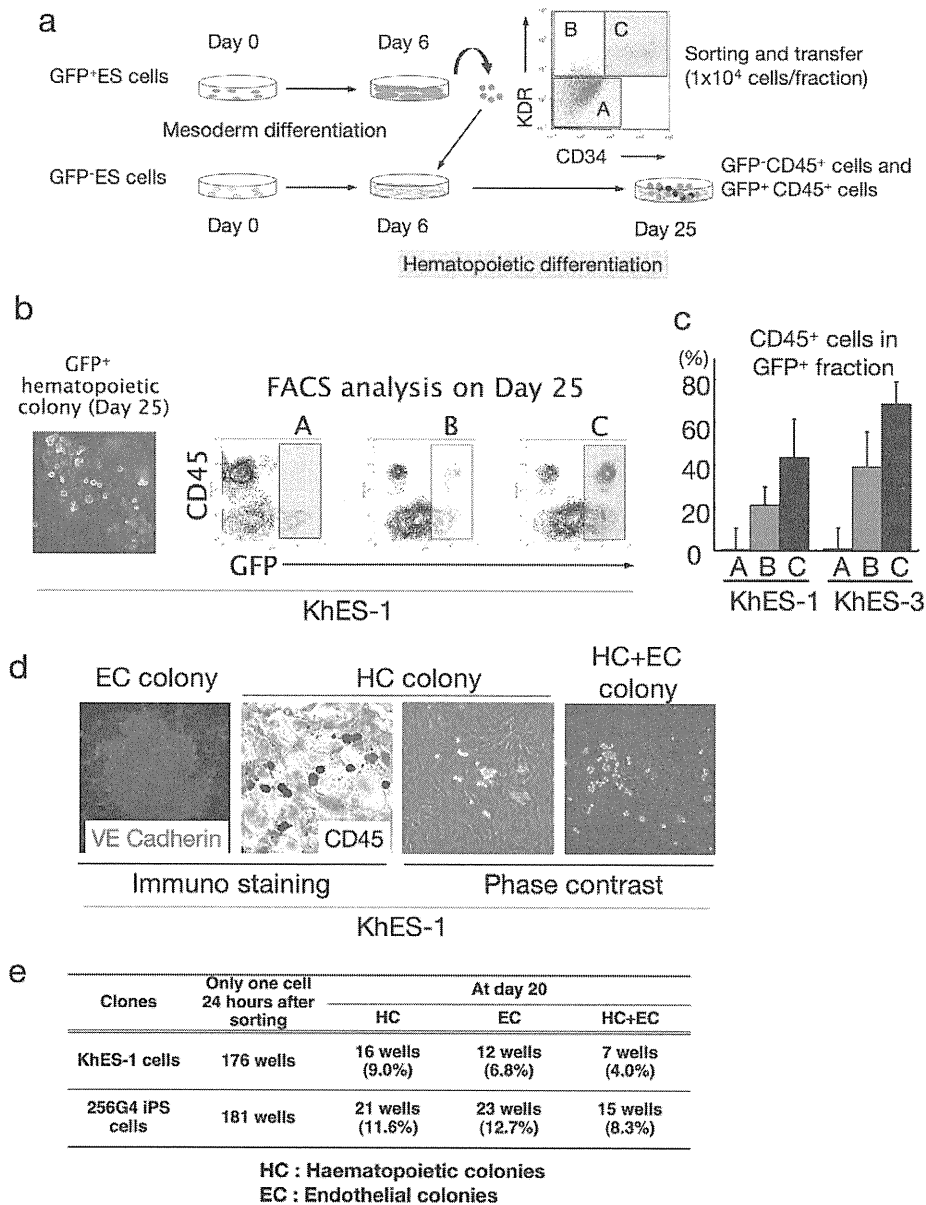 a
Day 0
Day 6
GFP⁺ES cells
Mesoderm differentiation
GFP⁻ES cells
Day 0
Day 6
KDR
B
C
A
CD34
Sorting and transfer
(1x10⁴ cells/fraction)
GFP⁻CD45⁺ cells and
GFP⁺ CD45⁺ cells
Day 25
Hematopoietic differentiation
b
GFP⁺
hematopoietic
colony (Day 25)
FACS analysis on Day 25
A
B
C
CD45
GFP
KhES-1
c
CD45⁺ cells in
GFP⁺ fraction
(%)
80
60
40
20
0
A B C
A B C
KhES-1
KhES-3
d
EC colony
HC colony
HC+EC
colony
VE Cadherin
CD45
Immuno staining
Phase contrast
KhES-1
e
Clones
Only one cell
24 hours after
sorting
At day 20
HC
EC
HC+EC
KhES-1 cells
176 wells
16 wells
(9.0%)
12 wells
(6.8%)
7 wells
(4.0%)
256G4 iPS
cells
181 wells
21 wells
(11.6%)
23 wells
(12.7%)
15 wells
(8.3%)
HC : Haematopoietic colonies
EC : Endothelial colonies